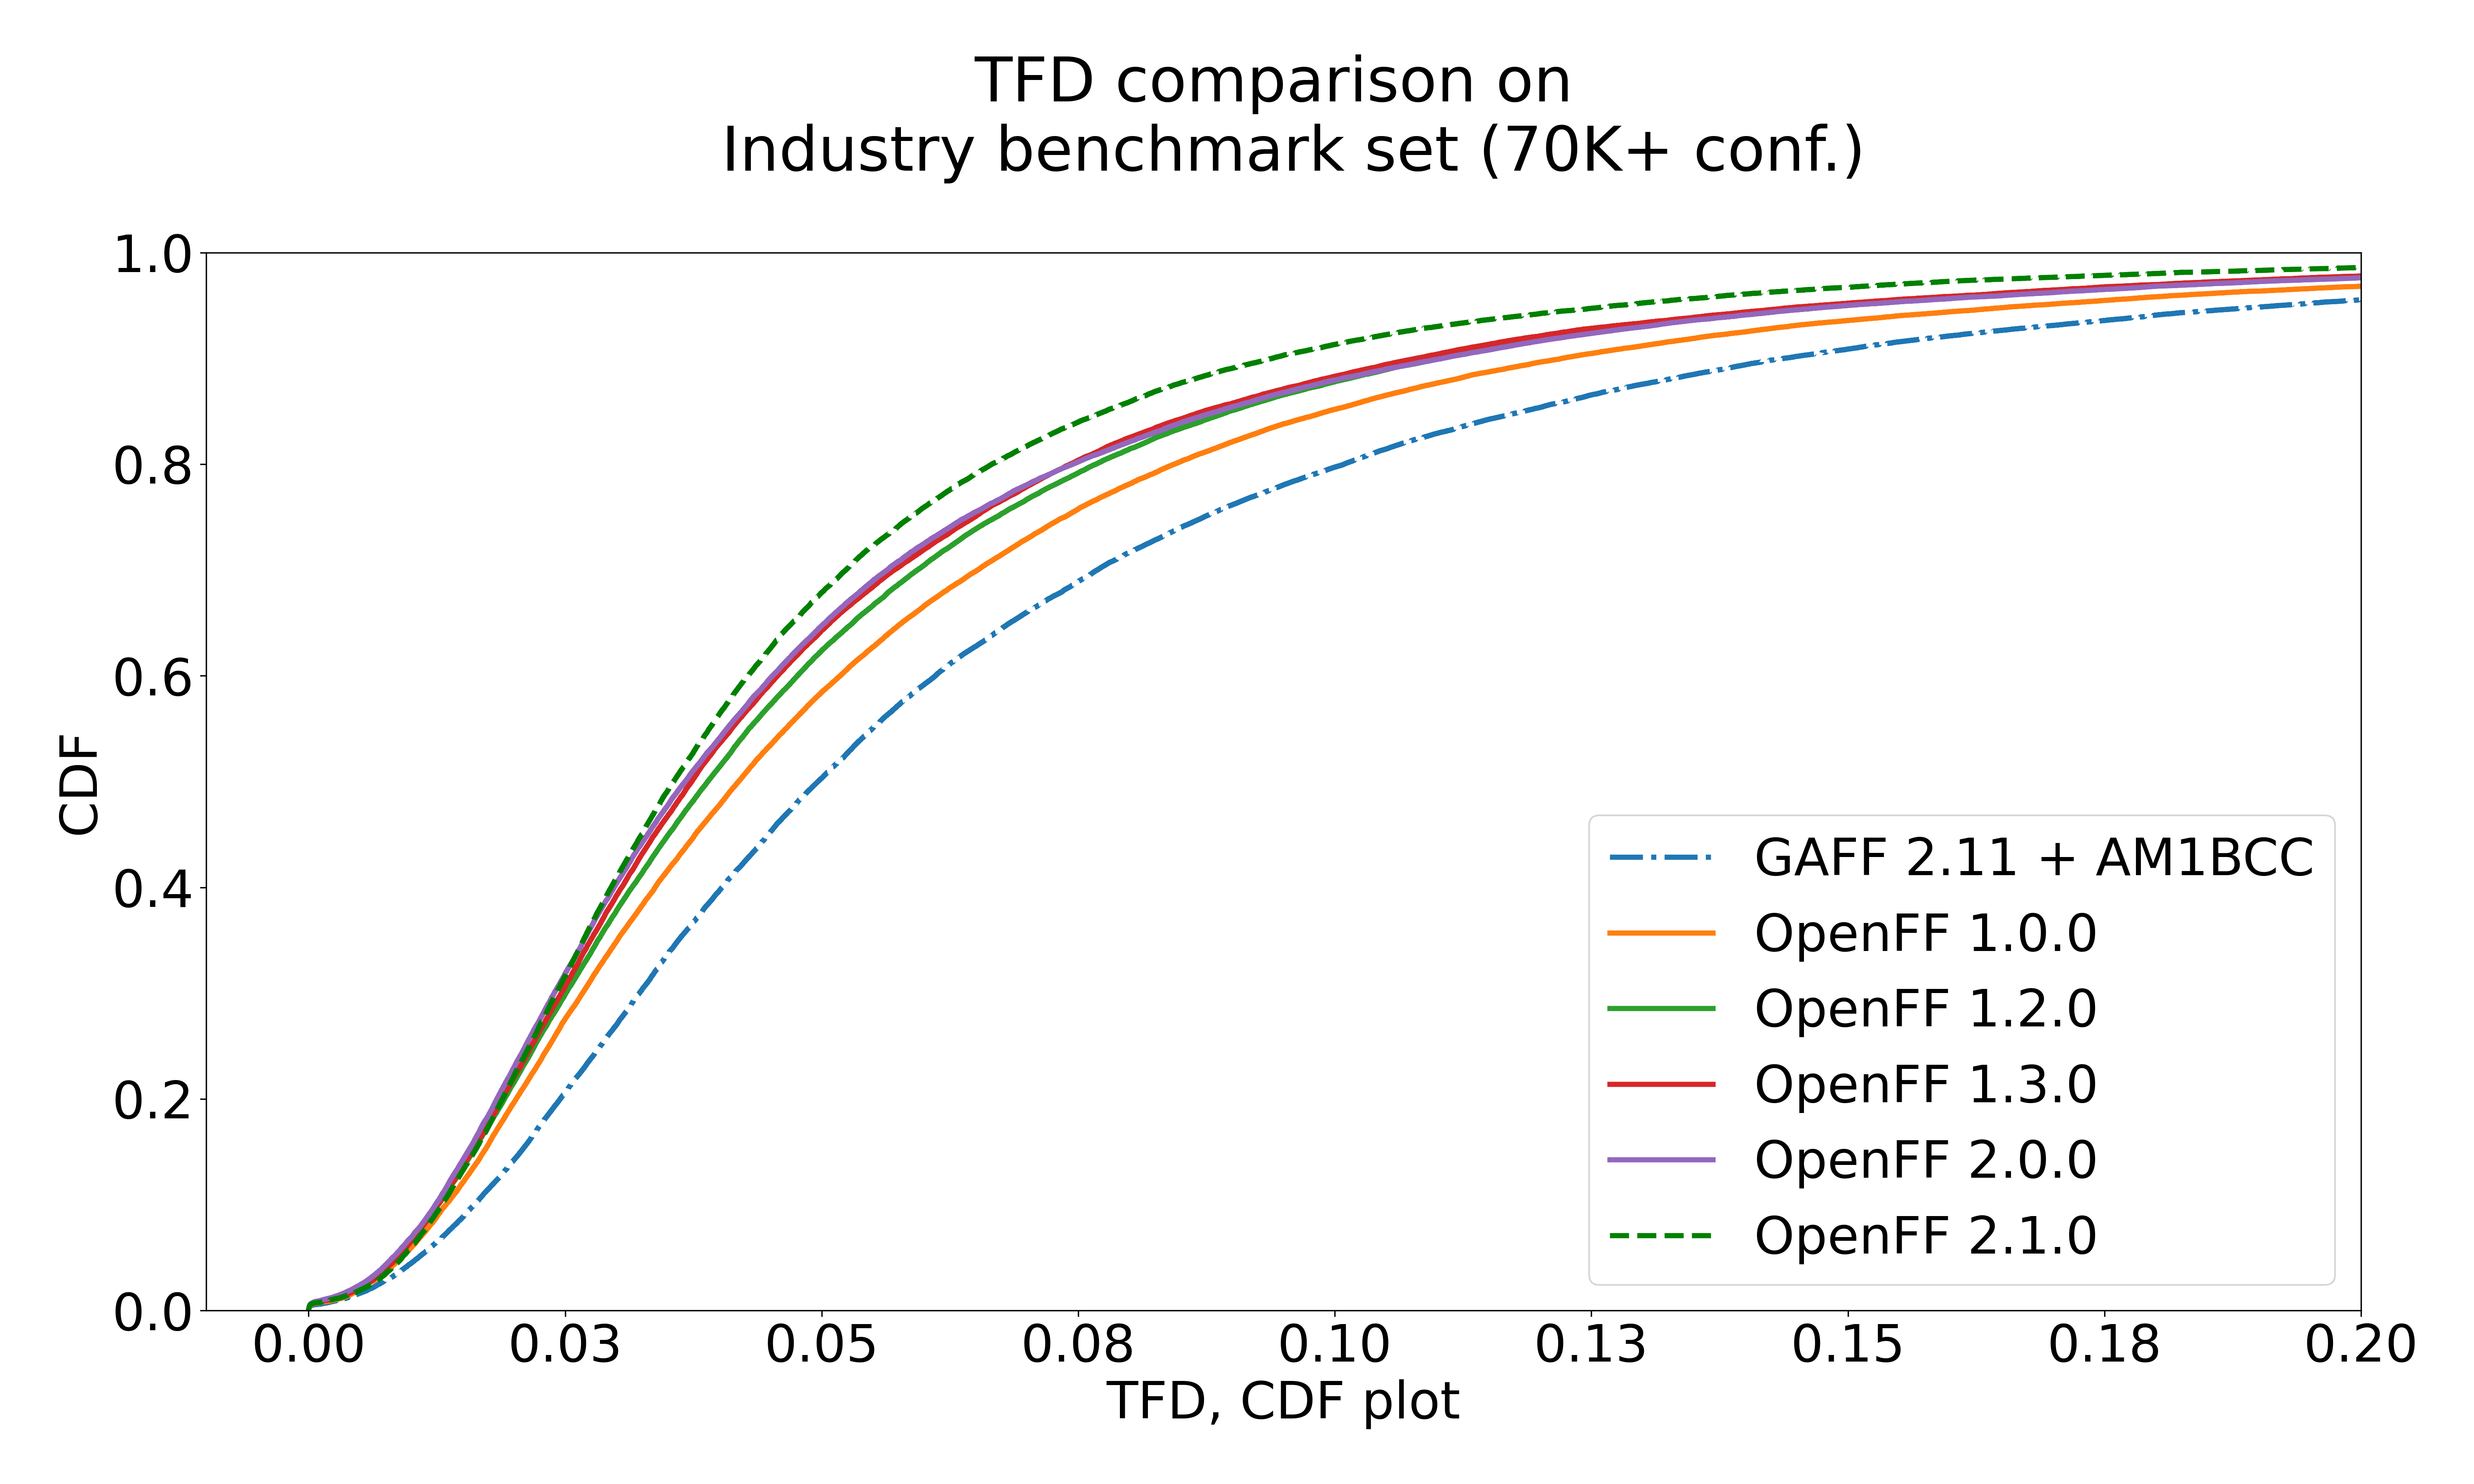 TFD comparison on
Industry benchmark set (70K+ conf.)
1.0
0.8
0.6
0.4
0.2
0.0
CDF
GAFF 2.11 + AM1BCC
OpenFF 1.0.0
OpenFF 1.2.0
OpenFF 1.3.0
OpenFF 2.0.0
OpenFF 2.1.0
0.00 0.03 0.05 0.08 0.10 0.13 0.15 0.18 0.20
TFD, CDF plot